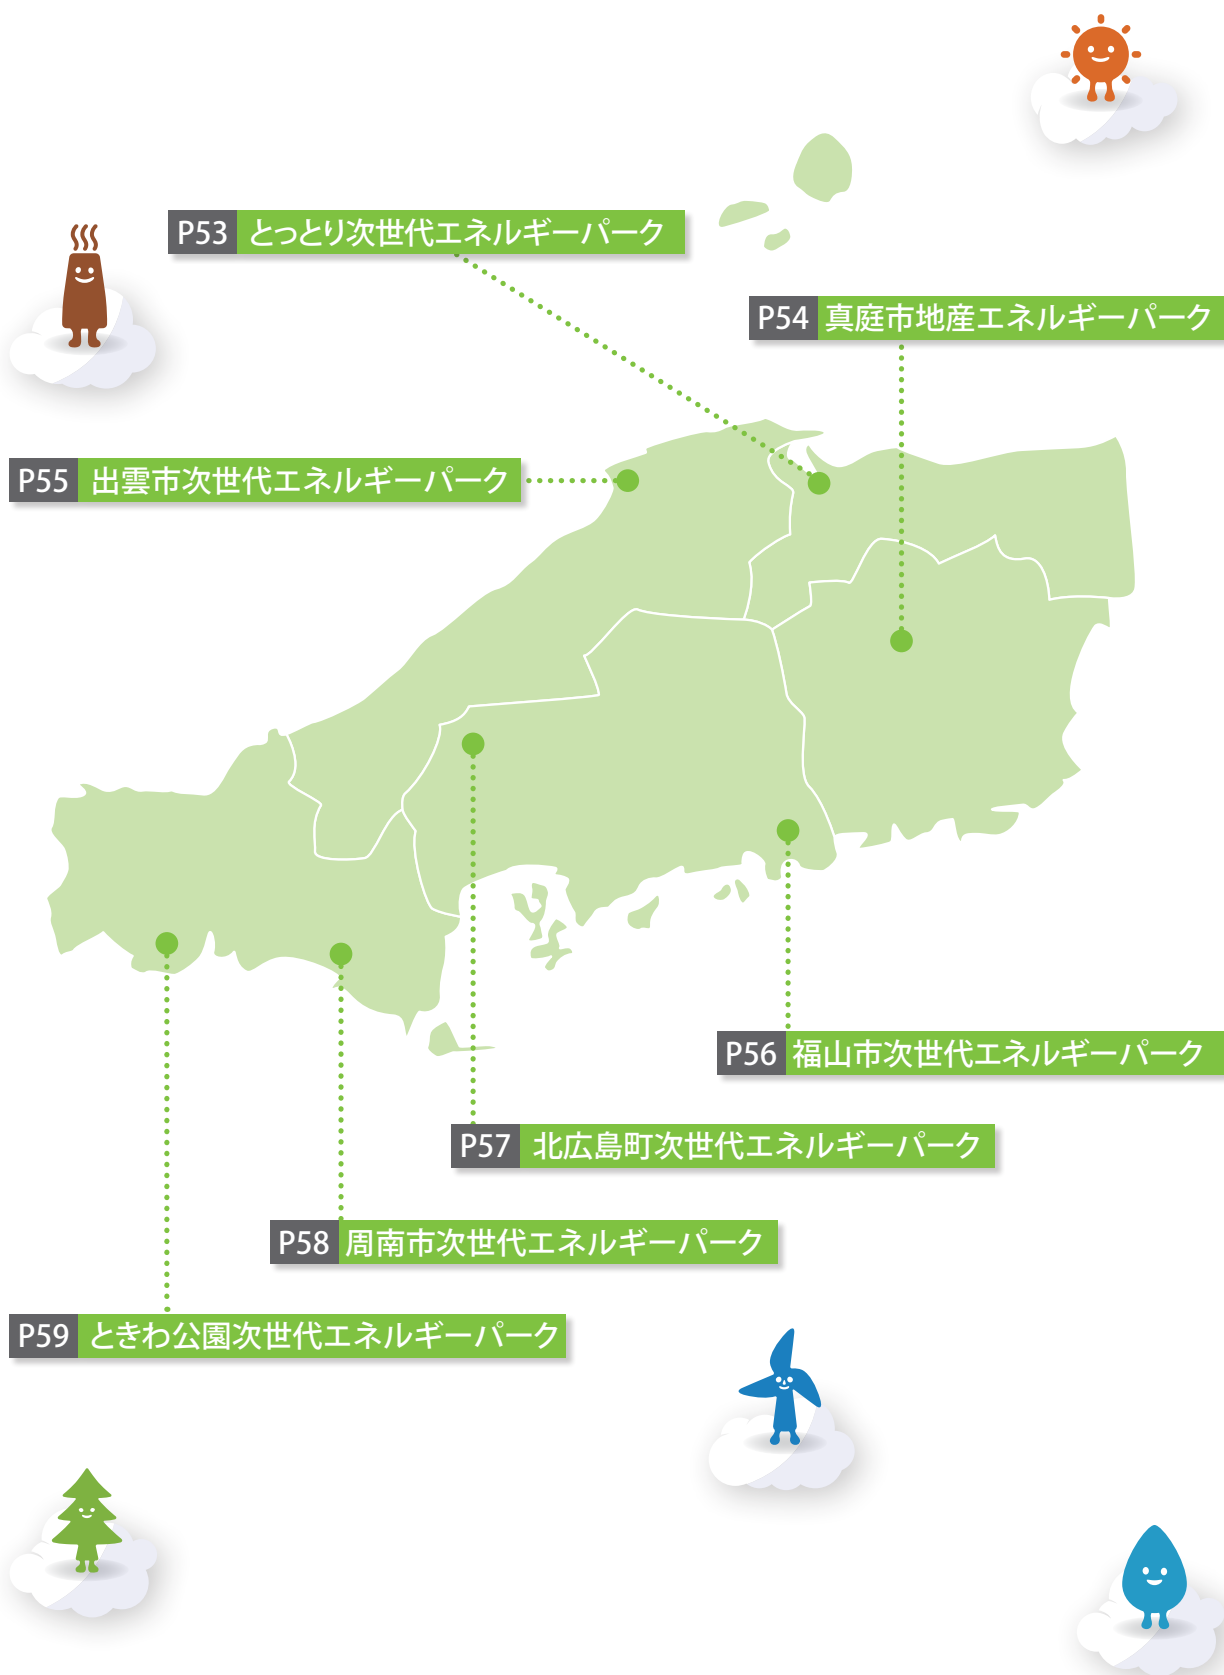 P53 とっとり次世代エネルギーパーク
P54 真庭市地産エネルギーパーク
P55 出雲市次世代エネルギーパーク
P56 福山市次世代エネルギーパーク
P57 北広島町次世代エネルギーパーク
P58 周南市次世代エネルギーパーク
P59 ときわ公園次世代エネルギーパーク